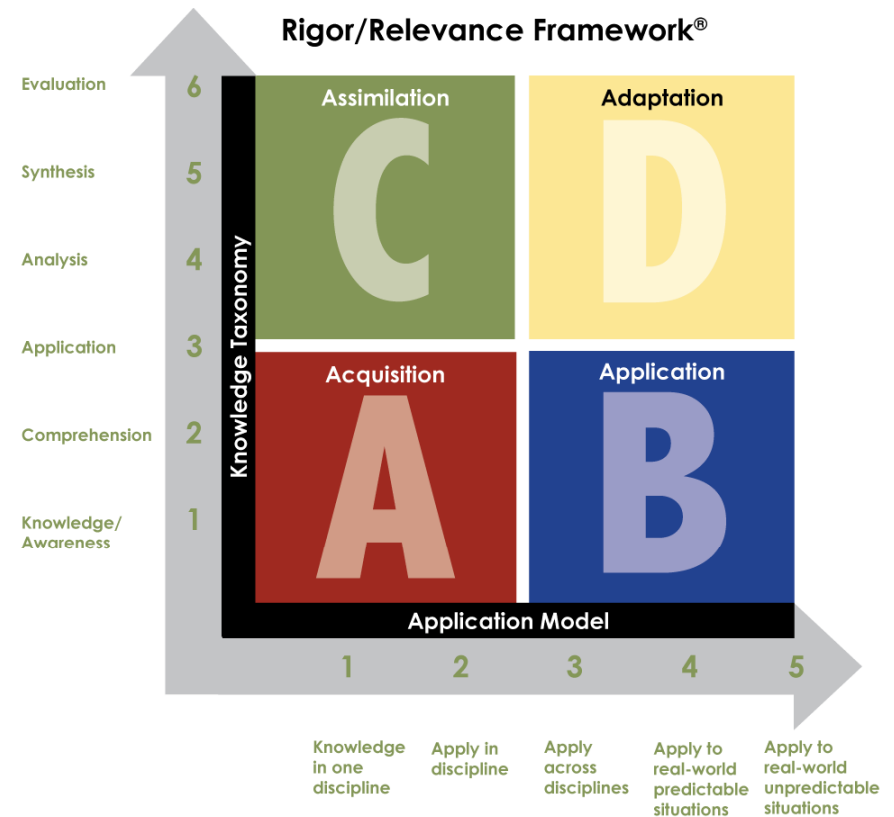 Rigor/Relevance Framework®
Evaluation
6
Synthesis
5
Analysis
4
Application
3
Comprehension
2
Knowledge/
Awareness
1
Knowledge Taxonomy
Assimilation
C
Adaptation
D
Acquisition
A
Application
B
Application Model
1 2 3 4 5
Knowledge
in one
discipline
Apply in
discipline
Apply
across
disciplines
Apply to
real-world
predictable
situations
Apply to
real-world
unpredictable
situations